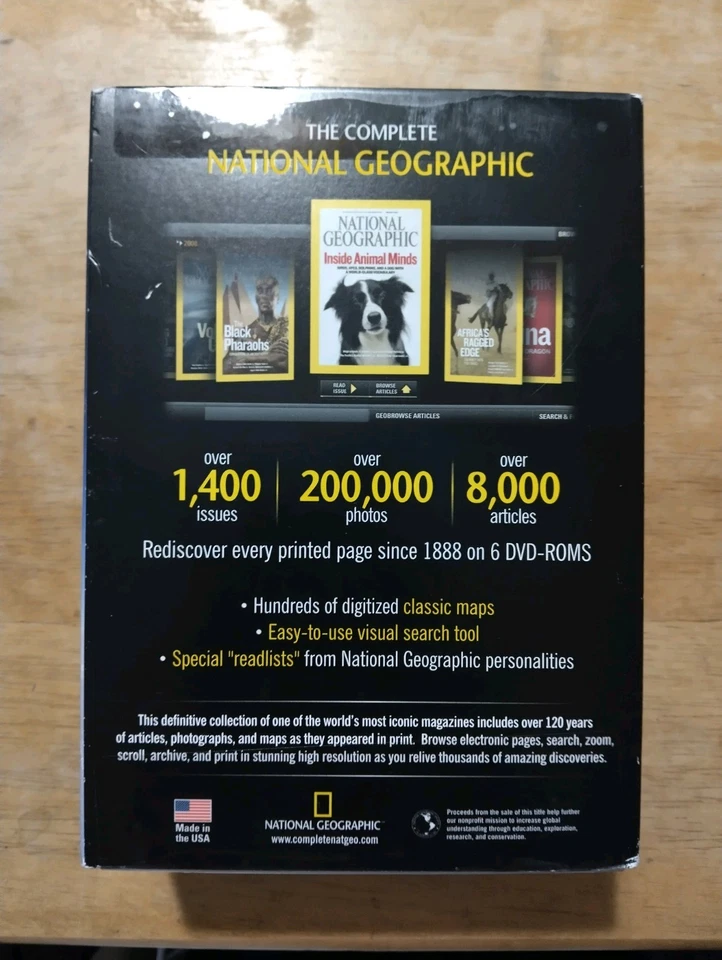 THE COMPLETE
NATIONAL GEOGRAPHIC
2008
NATIONAL
GEOGRAPHIC
Inside Animal Minds
Black
Pharaohs
AFRICA'S
RAGGED
EDGE
na
DRAGON
READ
ISSUE
BROWSE
ARTICLES
GEOBROWSE ARTICLES
SEARCH &
over
1,400
issues
over
200,000
photos
over
8,000
articles
Rediscover every printed page since 1888 on 6 DVD-ROMS
• Hundreds of digitized classic maps
• Easy-to-use visual search tool
• Special "readlists" from National Geographic personalities
This definitive collection of one of the world's most iconic magazines includes over 120 years
of articles, photographs, and maps as they appeared in print. Browse electronic pages, search, zoom,
scroll, archive, and print in stunning high resolution as you relive thousands of amazing discoveries.
Made in
the USA
NATIONAL GEOGRAPHIC
www.completenatgeo.com
Proceeds from the sale of this title help further
our nonprofit mission to increase global
understanding through education, exploration,
research, and conservation.